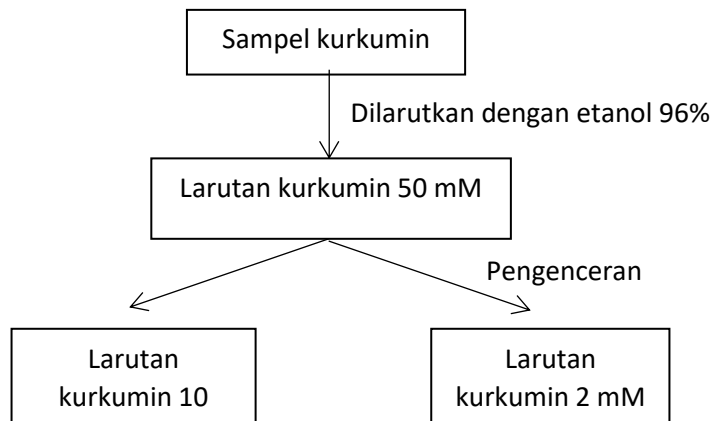 Sampel kurkumin
Dilarutkan dengan etanol 96%
Larutan kurkumin 50 mM
Pengenceran
Larutan
kurkumin 10
Larutan
kurkumin 2 mM